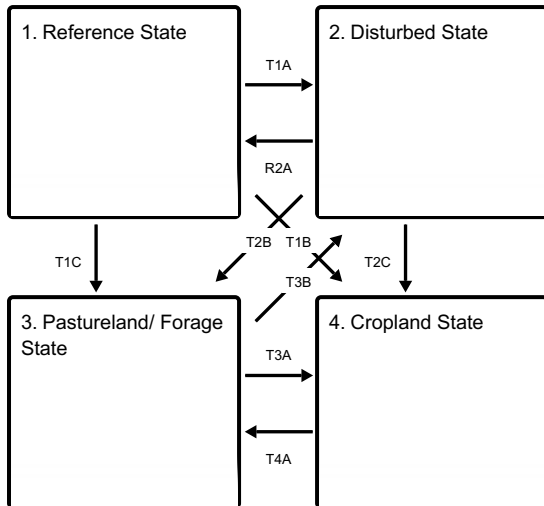 1. Reference State
2. Disturbed State
T1A
R2A
T2B
T1B
T1C
T3B
T2C
3. Pastureland/ Forage
State
4. Cropland State
T3A
T4A